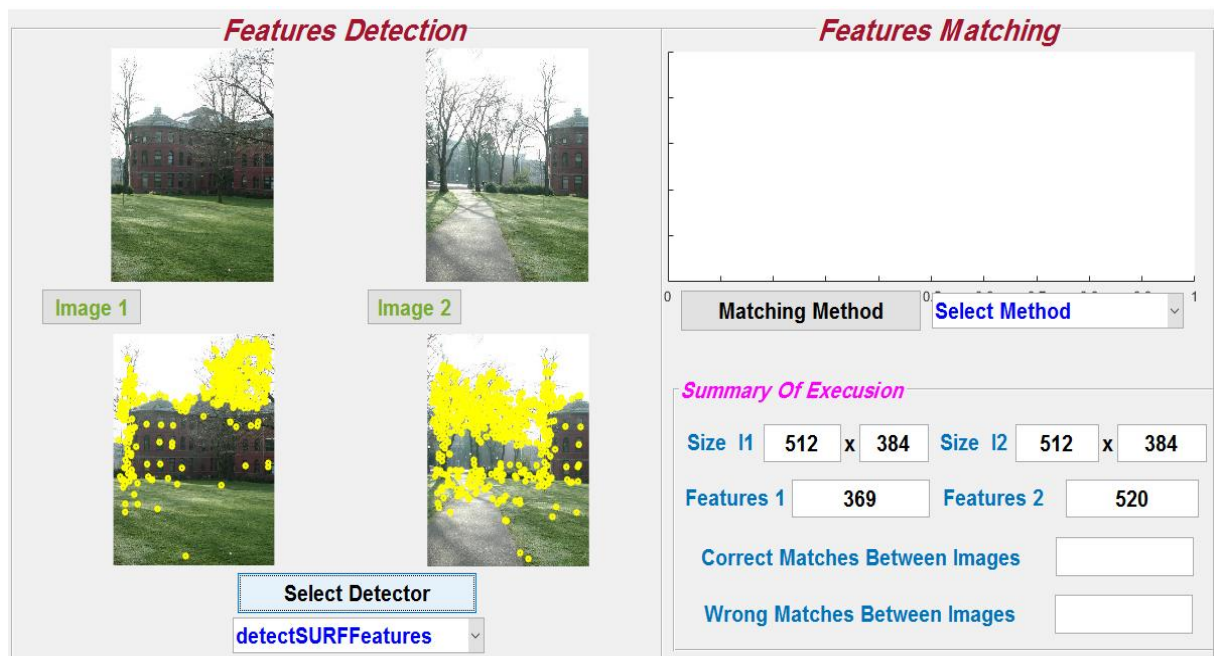 Features Detection
Features Matching
Image 1
Image 2
0
1
Matching Method
Select Method
Summary Of Execusion
Size I1 512 x 384 Size I2 512 x 384
Features 1 369 Features 2 520
Correct Matches Between Images
Wrong Matches Between Images
Select Detector
detectSURFFeatures